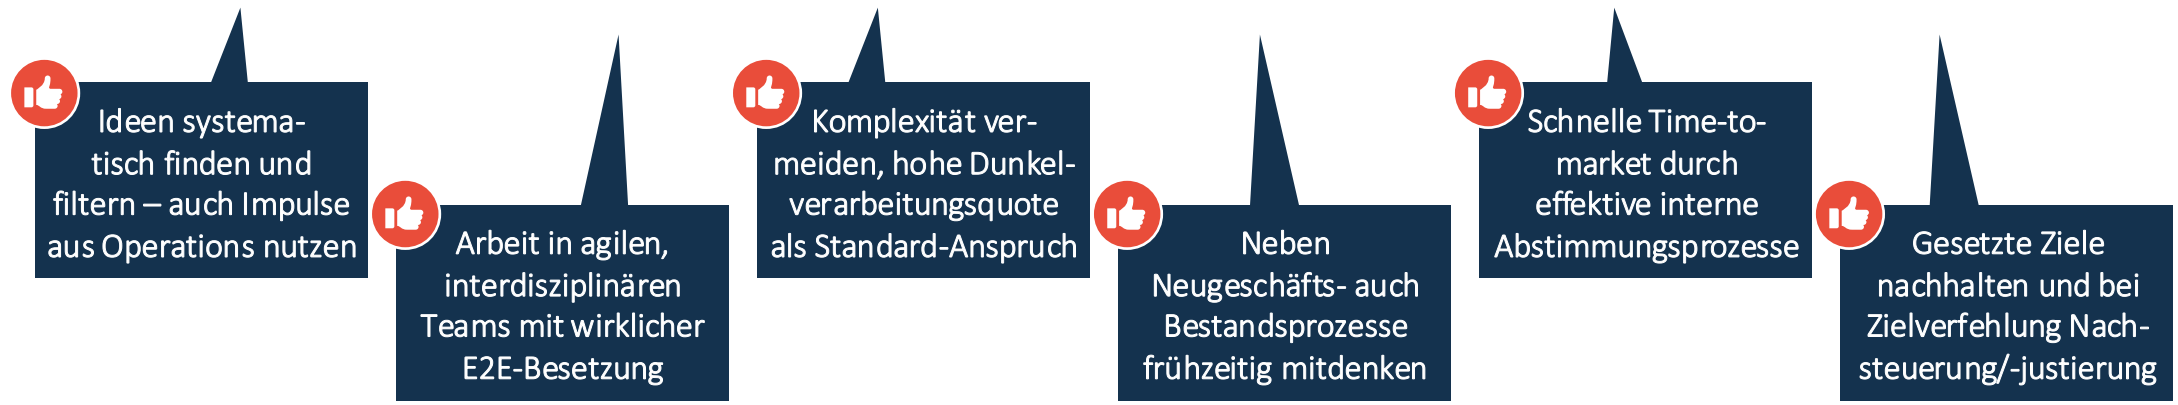 Ideen systema-
tisch finden und
filtern – auch Impulse
aus Operations nutzen
Arbeit in agilen,
interdisziplinären
Teams mit wirklicher
E2E-Besetzung
Komplexität ver-
meiden, hohe Dunkel-
verarbeitungsquote
als Standard-Anspruch
Neben
Neugeschäfts- auch
Bestandsprozesse
frühzeitig mitdenken
Schnelle Time-to-
market durch
effektive interne
Abstimmungsprozesse
Gesetzte Ziele
nachhalten und bei
Zielverfehlung Nach-
steuerung/-justierung